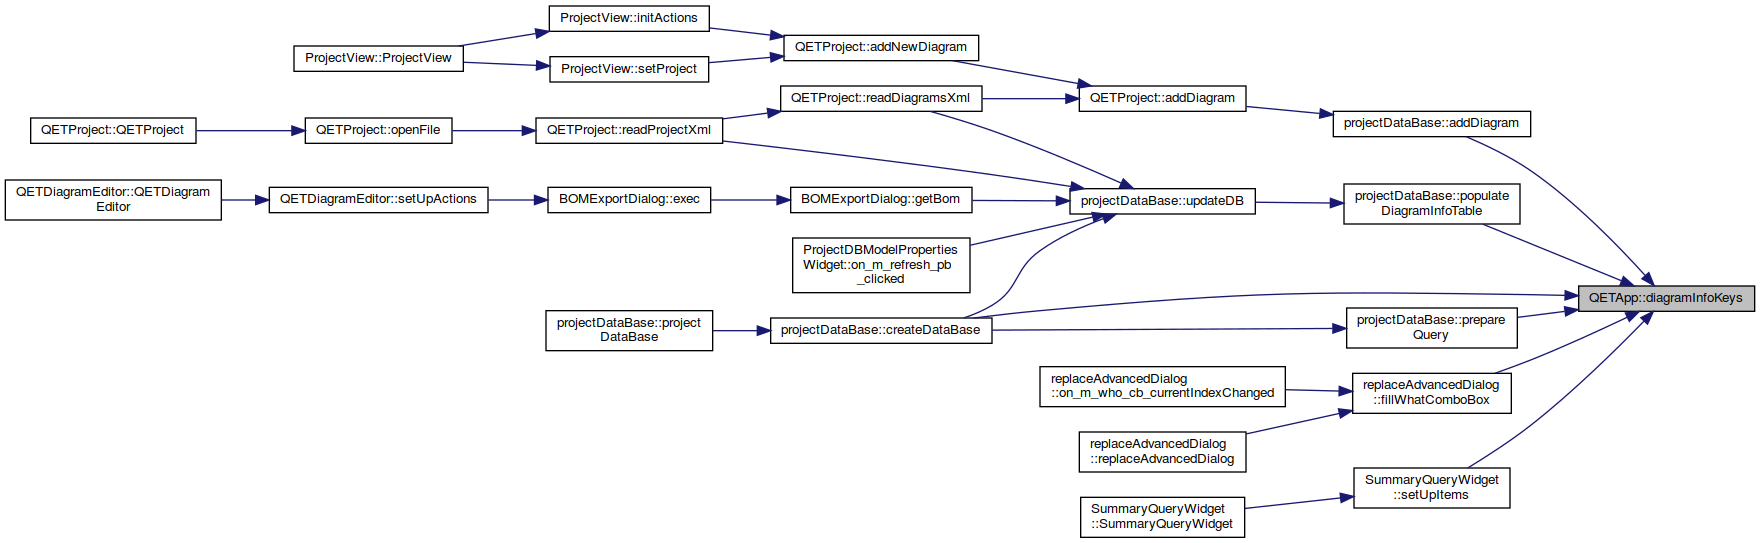 ProjectView::initActions
ProjectView::ProjectView
QETProject::addNewDiagram
ProjectView::setProject
QETProject::readDiagramsXml
QETProject::addDiagram
projectDataBase::addDiagram
QETProject::QETProject
QETProject::openFile
QETProject::readProjectXml
QETDiagramEditor::QETDiagram
Editor
QETDiagramEditor::setUpActions
BOMExportDialog::exec
BOMExportDialog::getBom
projectDataBase::updateDB
projectDataBase::populate
DiagramInfoTable
ProjectDBModelProperties
Widget::on_m_refresh_pb
_clicked
QETApp::diagramInfoKeys
projectDataBase::project
DataBase
projectDataBase::createDataBase
projectDataBase::prepare
Query
replaceAdvancedDialog
::on_m_who_cb_currentIndexChanged
replaceAdvancedDialog
::fillWhatComboBox
replaceAdvancedDialog
::replaceAdvancedDialog
SummaryQueryWidget
::setUpItems
SummaryQueryWidget
::SummaryQueryWidget